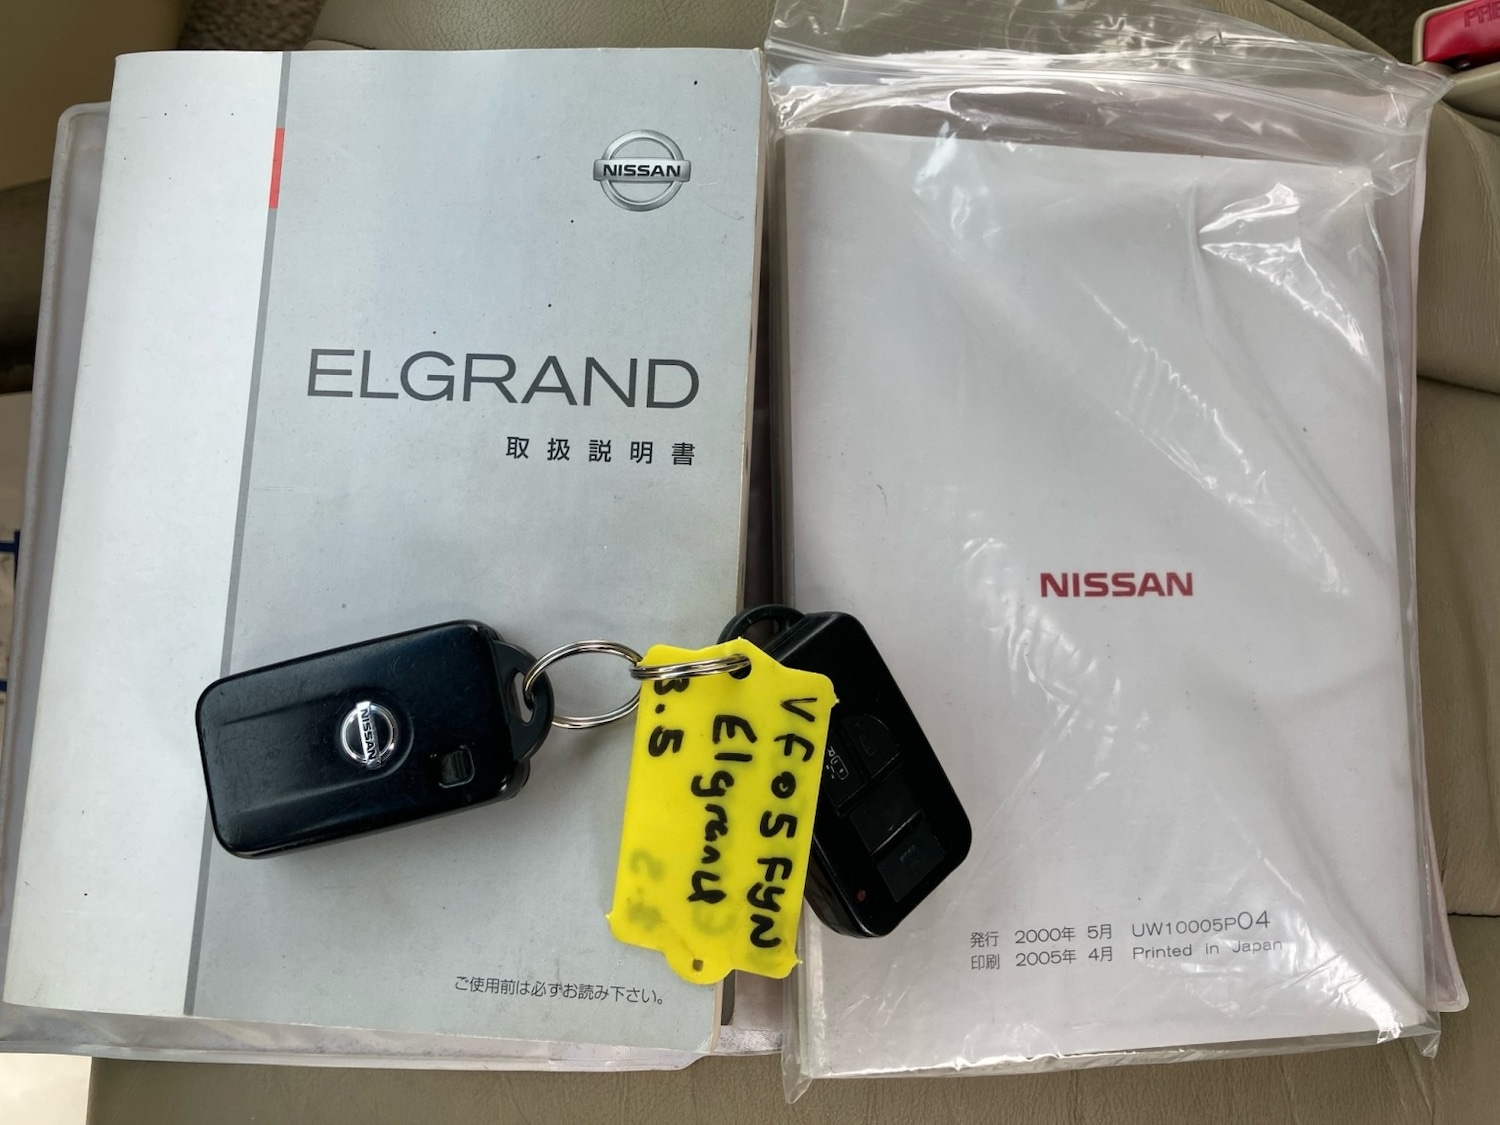 NISSAN
ELGRAND
取扱説明書
ご使用前は必ずお読み下さい。
NISSAN
VF05FYN
Elgrand
3.5
NISSAN
発行 2000年 5月 UW10005P04
印刷 2005年 4月 Printed in Japan